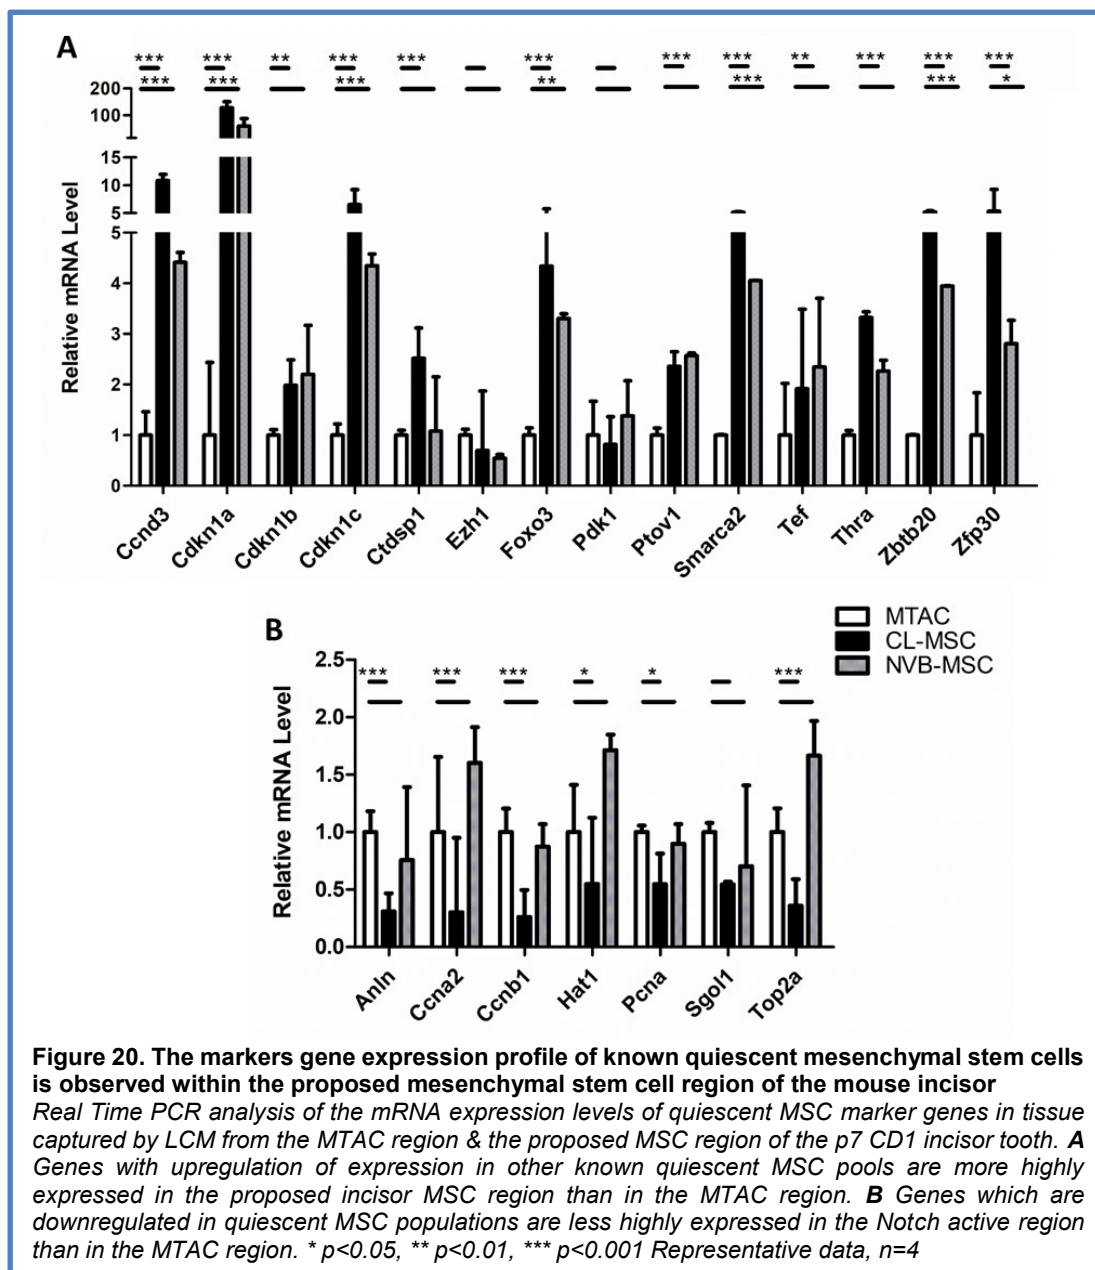 A
*** *** ** *** *** *** *** *** ** *** *** ***
*** *** *** ** *** *** *
200
100
15
10
5
5
4
3
2
1
0
Relative mRNA Level
Ccnd3 Cdkn1a Cdkn1b Cdkn1c Ctdsp1 Ezh1 Foxo3 Pdk1 Ptov1 Smarca2 Tef Thra Zbtb20 Zfp30
B
MTAC
CL-MSC
NVB-MSC
*** *** *** * * ***
2.5
2.0
1.5
1.0
0.5
0.0
Relative mRNA Level
Anln Ccna2 Ccnb1 Hat1 Pcna Sgol1 Top2a
Figure 20. The markers gene expression profile of known quiescent mesenchymal stem cells
is observed within the proposed mesenchymal stem cell region of the mouse incisor
Real Time PCR analysis of the mRNA expression levels of quiescent MSC marker genes in tissue
captured by LCM from the MTAC region & the proposed MSC region of the p7 CD1 incisor tooth. A
Genes with upregulation of expression in other known quiescent MSC pools are more highly
expressed in the proposed incisor MSC region than in the MTAC region. B Genes which are
downregulated in quiescent MSC populations are less highly expressed in the Notch active region
than in the MTAC region. * p<0.05, ** p<0.01, *** p<0.001 Representative data, n=4